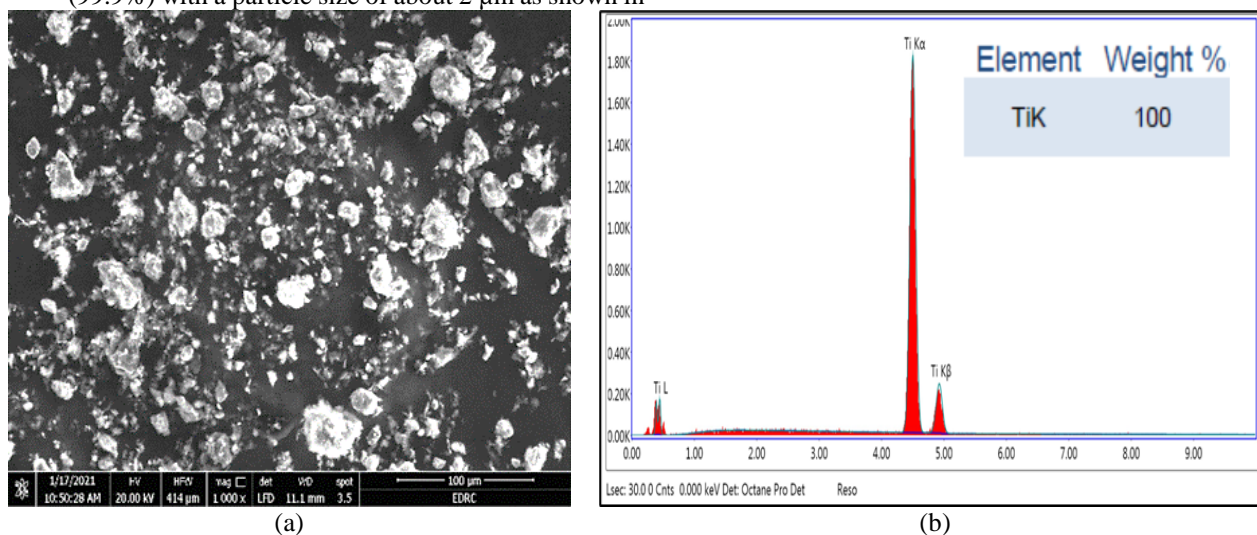 (99.9%) with a particle size of about 2 µm as shown in
2.00K
1.80K
1.60K
1.40K
1.20K
1.00K
0.80K
0.60K
0.40K
0.20K
0.00K
Ti Kα
Ti Kβ
Ti L
Element Weight %
TiK 100
0.00 1.00 2.00 3.00 4.00 5.00 6.00 7.00 8.00 9.00
Lsec: 30.0 0 Cnts 0.000 keV Det: Octane Pro Det Reso
1/17/2021 HV HFW mag det WD spot 100 µm
10:50:28 AM 20.00 kV 414 µm 1 000 x LFD 11.1 mm 3.5 EDRC
(a) (b)